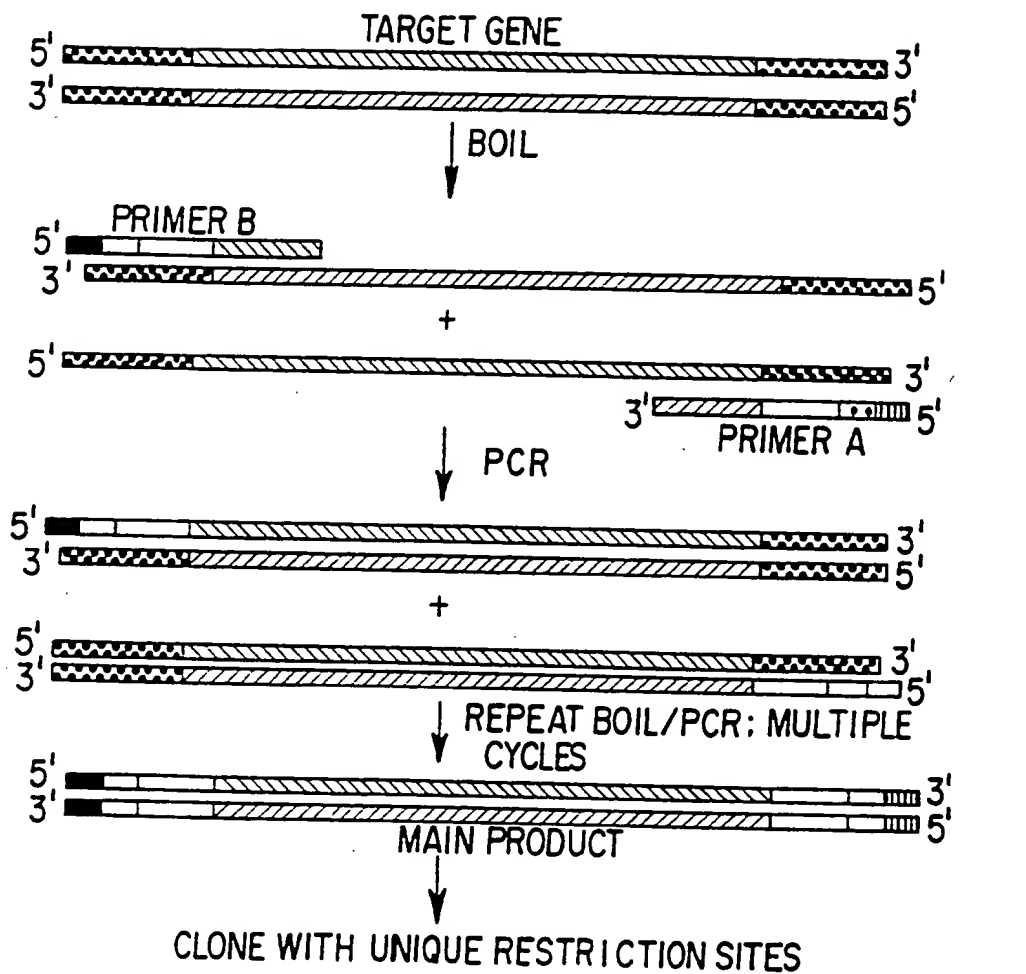 TARGET GENE
5' 3'
3' 5'
BOIL
PRIMER B
5'
3' 5'
+
5' 3'
3' 5'
PRIMER A
PCR
5' 3'
3' 5'
+
5' 3'
3' 5'
REPEAT BOIL/PCR: MULTIPLE
CYCLES
5' 3'
3' 5'
MAIN PRODUCT
CLONE WITH UNIQUE RESTRICTION SITES